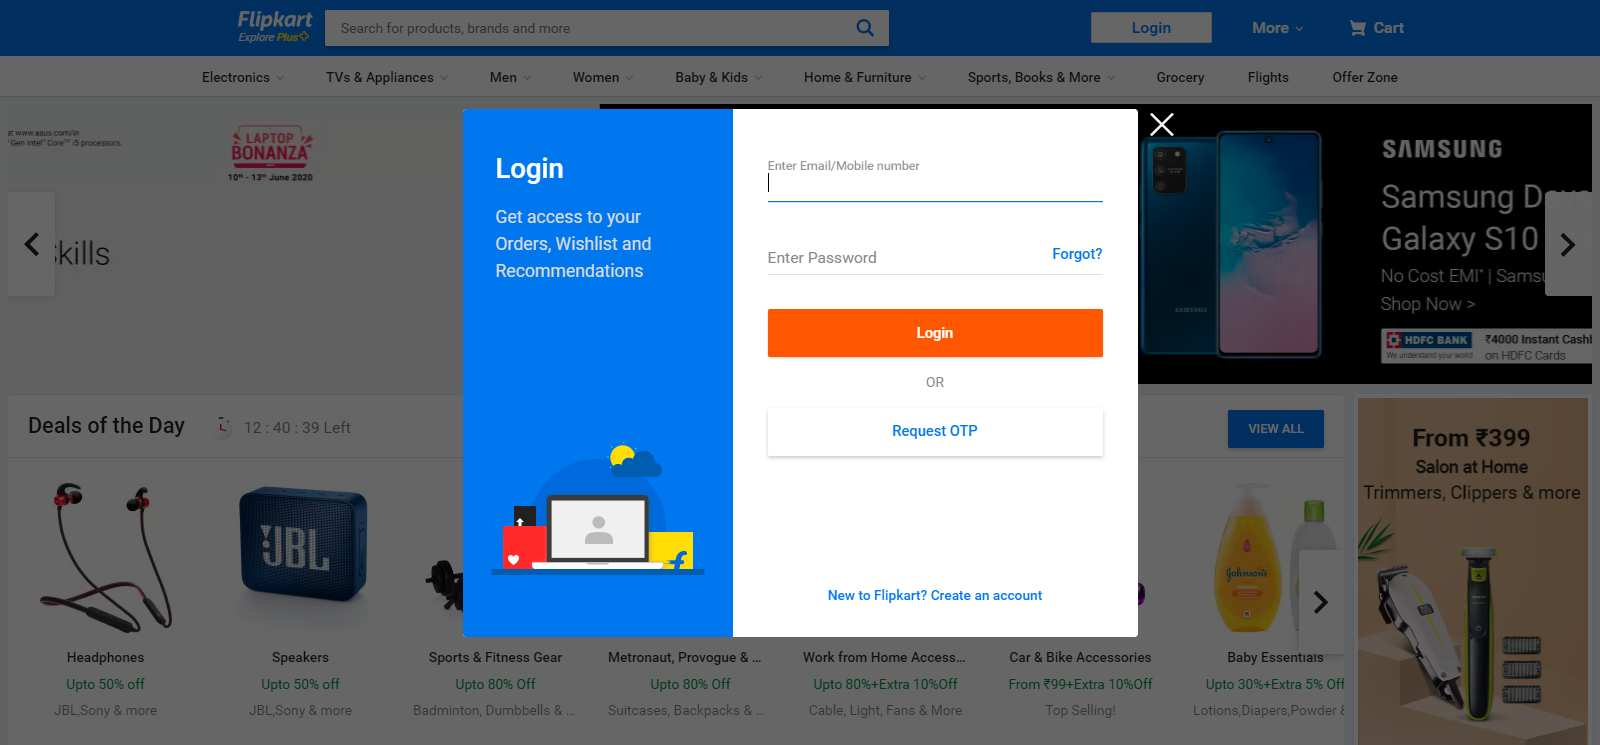 Flipkart
Explore Plus
Search for products, brands and more
Login
More
Cart
Electronics
TVs & Appliances
Men
Women
Baby & Kids
Home & Furniture
Sports, Books & More
Grocery
Flights
Offer Zone
at www.asus.com/in
Gen Intel® Core™ i5 processors.
LAPTOP
BONANZA
10th - 13th June 2020
Skills
Login
Get access to your
Orders, Wishlist and
Recommendations
Enter Email/Mobile number
Enter Password
Forgot?
Login
OR
Request OTP
New to Flipkart? Create an account
SAMSUNG
Samsung Days
Galaxy S10
No Cost EMI* | Samsu
Shop Now >
HDFC BANK
We understand your world
₹4000 Instant Cashb
on HDFC Cards
SAMSUNG
Deals of the Day
12 : 40 : 39 Left
VIEW ALL
JBL
Johnson's
Headphones
Upto 50% off
JBL,Sony & more
Speakers
Upto 50% off
JBL,Sony & more
Sports & Fitness Gear
Upto 80% Off
Badminton, Dumbbells & ...
Metronaut, Provogue & ...
Upto 80% Off
Suitcases, Backpacks & ...
Work from Home Access...
Upto 80%+Extra 10%Off
Cable, Light, Fans & More
Car & Bike Accessories
From ₹99+Extra 10%Off
Top Selling!
Baby Essentials
Upto 30%+Extra 5% Off
Lotions,Diapers,Powder &
From ₹399
Salon at Home
Trimmers, Clippers & more